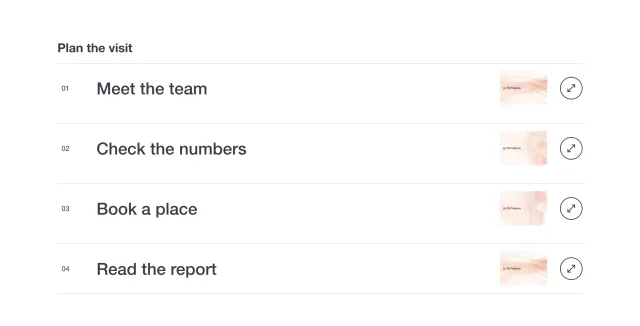 Plan the visit
01
Meet the team
02
Check the numbers
03
Book a place
04
Read the report